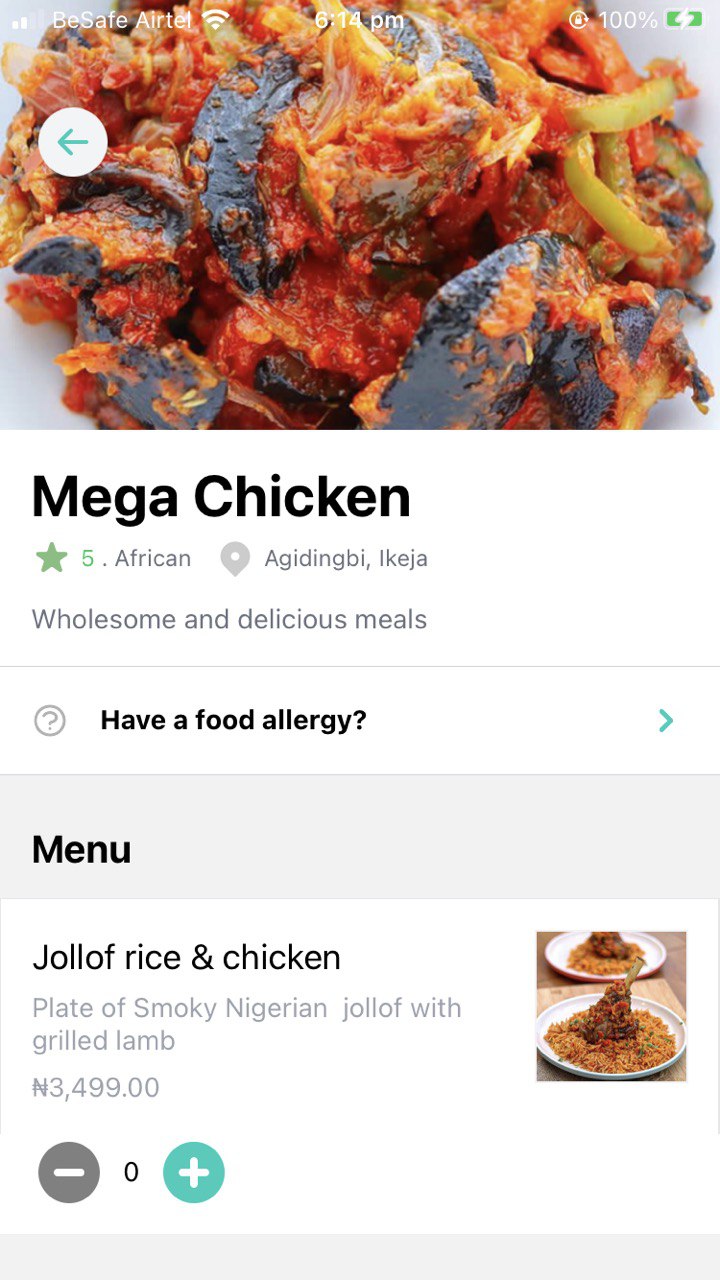 BeSafe Airtel 6:14 pm 100%
Mega Chicken
5 . African Agidingbi, Ikeja
Wholesome and delicious meals
Have a food allergy?
Menu
Jollof rice & chicken
Plate of Smoky Nigerian  jollof with
grilled lamb
₦3,499.00
0